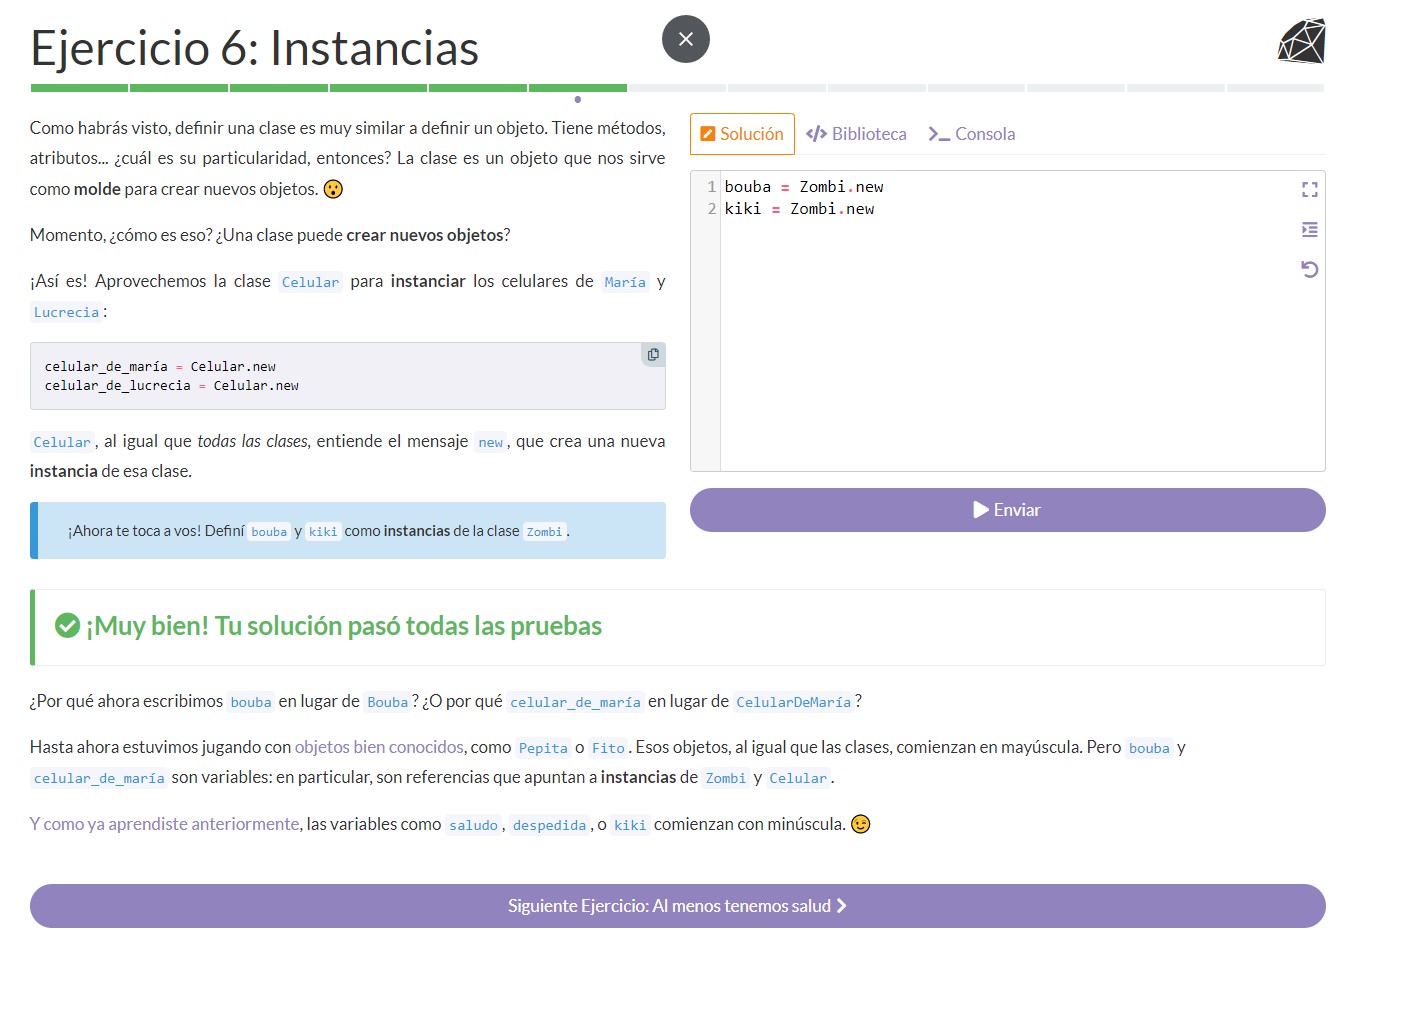 Ejercicio 6: Instancias
Como habrás visto, definir una clase es muy similar a definir un objeto. Tiene métodos,
atributos... ¿cuál es su particularidad, entonces? La clase es un objeto que nos sirve
como molde para crear nuevos objetos. 😯
Momento, ¿cómo es eso? ¿Una clase puede crear nuevos objetos?
¡Así es! Aprovechemos la clase Celular para instanciar los celulares de María y
Lucrecia:
celular_de_maría = Celular.new
celular_de_lucrecia = Celular.new
Celular, al igual que todas las clases, entiende el mensaje new, que crea una nueva
instancia de esa clase.
¡Ahora te toca a vos! Definí bouba y kiki como instancias de la clase Zombi.
Solución
Biblioteca
Consola
1 bouba = Zombi.new
2 kiki = Zombi.new
Enviar
¡Muy bien! Tu solución pasó todas las pruebas
¿Por qué ahora escribimos bouba en lugar de Bouba? ¿O por qué celular_de_maría en lugar de CelularDeMaría?
Hasta ahora estuvimos jugando con objetos bien conocidos, como Pepita o Fito. Esos objetos, al igual que las clases, comienzan en mayúscula. Pero bouba y
celular_de_maría son variables: en particular, son referencias que apuntan a instancias de Zombi y Celular.
Y como ya aprendiste anteriormente, las variables como saludo, despedida, o kiki comienzan con minúscula. 😉
Siguiente Ejercicio: Al menos tenemos salud